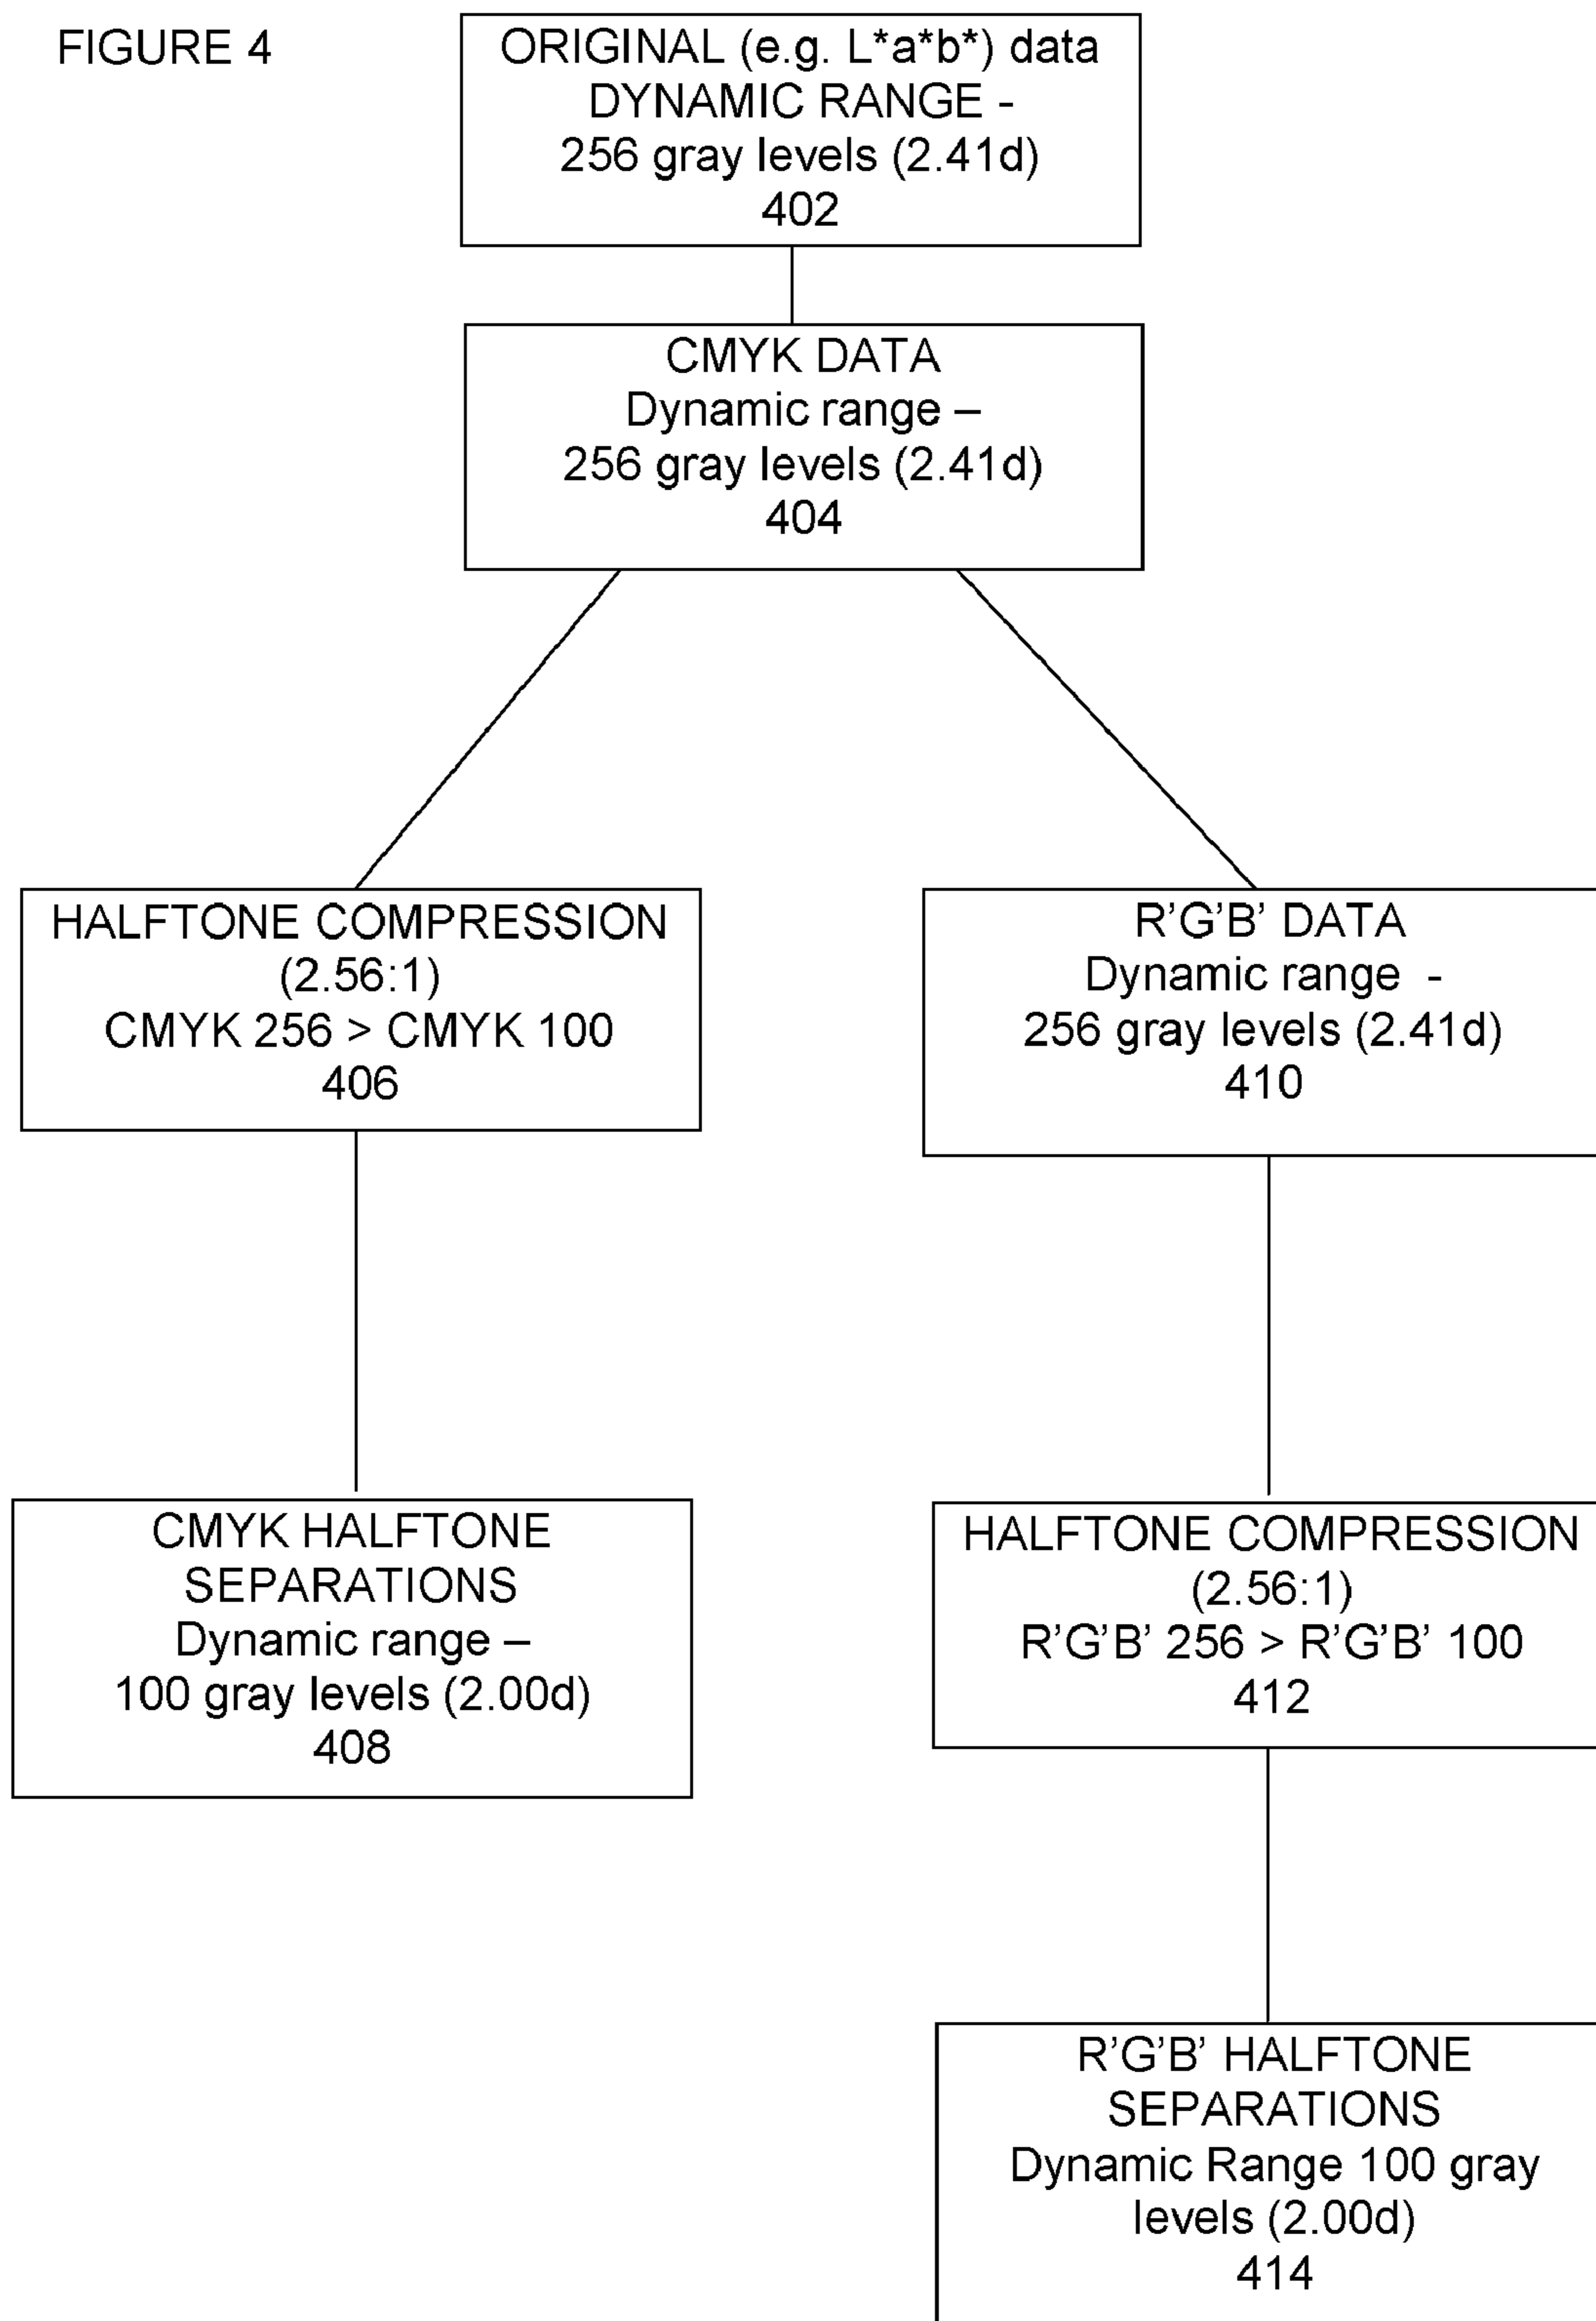 FIGURE 4
ORIGINAL (e.g. L*a*b*) data
DYNAMIC RANGE -
256 gray levels (2.41d)
402
CMYK DATA
Dynamic range –
256 gray levels (2.41d)
404
HALFTONE COMPRESSION
(2.56:1)
CMYK 256 > CMYK 100
406
R’G’B’ DATA
Dynamic range -
256 gray levels (2.41d)
410
CMYK HALFTONE
SEPARATIONS
Dynamic range –
100 gray levels (2.00d)
408
HALFTONE COMPRESSION
(2.56:1)
R’G’B’ 256 > R’G’B’ 100
412
R’G’B’ HALFTONE
SEPARATIONS
Dynamic Range 100 gray
levels (2.00d)
414